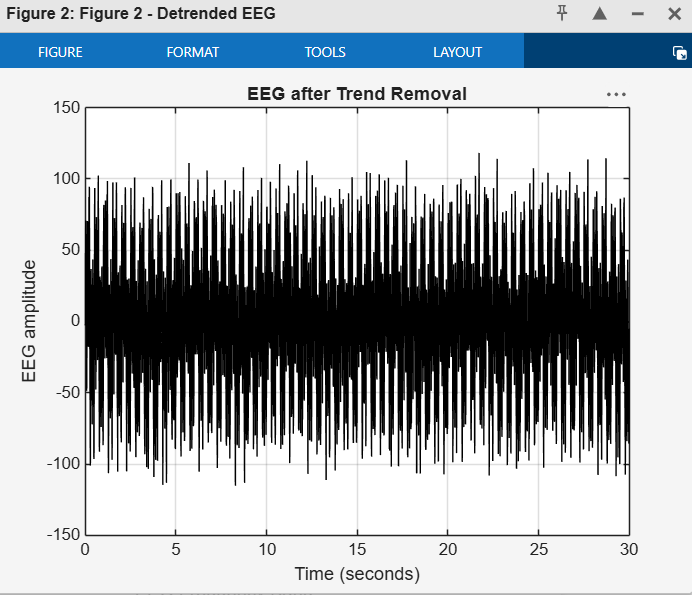 Figure 2: Figure 2 - Detrended EEG
FIGURE FORMAT TOOLS LAYOUT
EEG after Trend Removal
150
100
50
0
-50
-100
-150
EEG amplitude
0 5 10 15 20 25 30
Time (seconds)